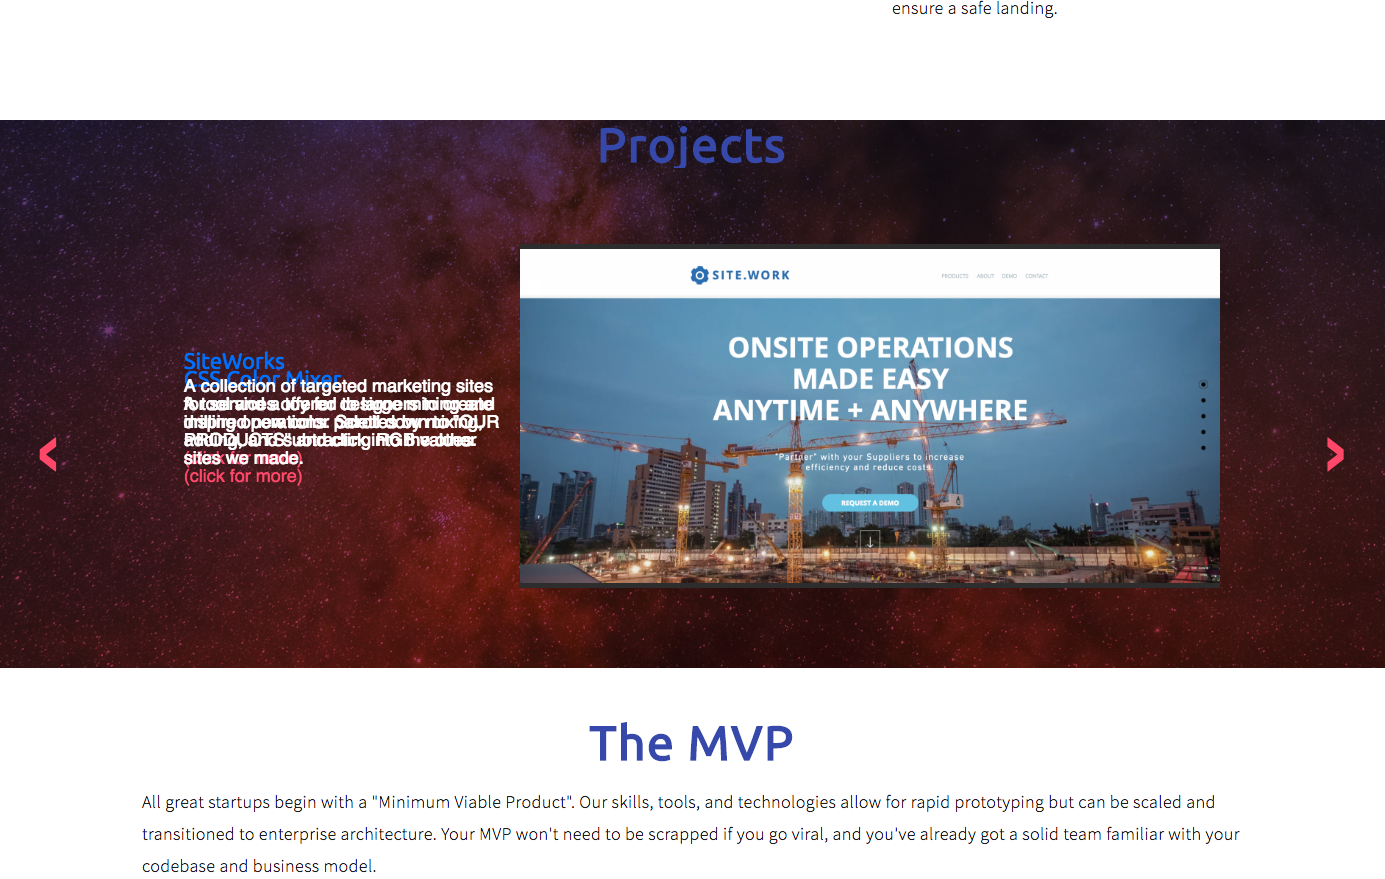 ensure a safe landing.
Projects
SiteWorks
CSS Color Mixer
A collection of targeted marketing sites
sites we made.
(click for more)
(click for more)
SITE.WORK
PRODUCTS ABOUT DEMO CONTACT
ONSITE OPERATIONS
MADE EASY
ANYTIME + ANYWHERE
"Partner" with your Suppliers to increase
efficiency and reduce costs.
REQUEST A DEMO
The MVP
All great startups begin with a "Minimum Viable Product". Our skills, tools, and technologies allow for rapid prototyping but can be scaled and
transitioned to enterprise architecture. Your MVP won't need to be scrapped if you go viral, and you've already got a solid team familiar with your
codebase and business model.